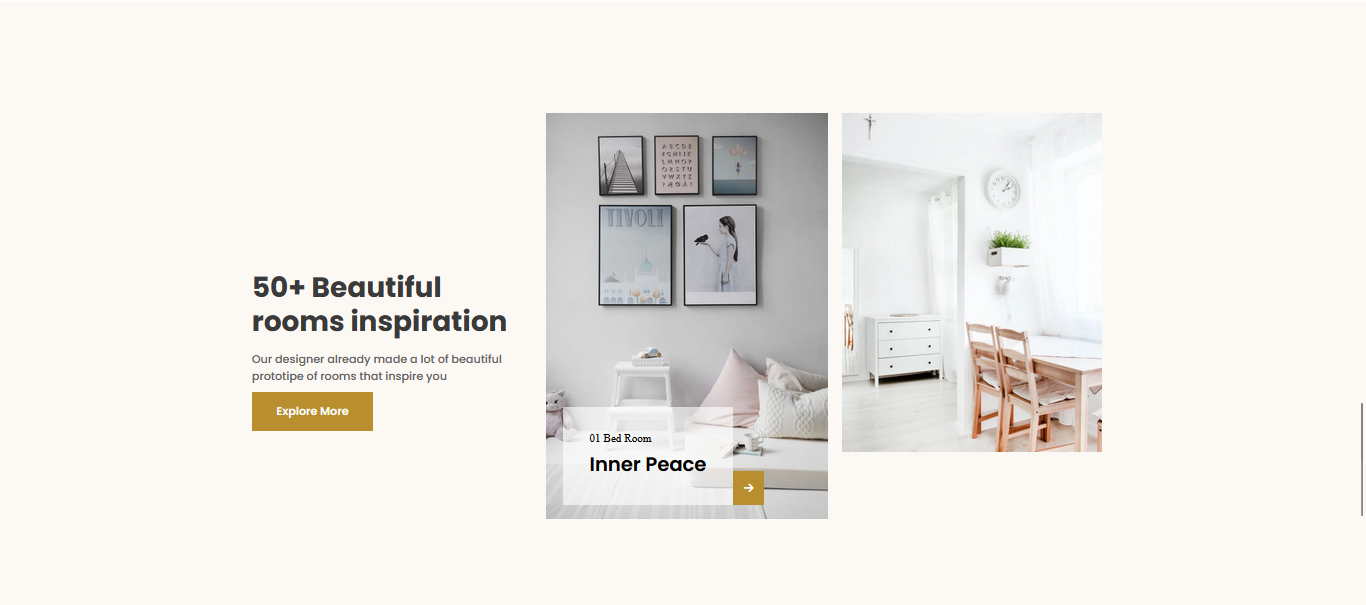 50+ Beautiful
rooms inspiration
Our designer already made a lot of beautiful
prototipe of rooms that inspire you
Explore More
A B C D E
F G H I J K
L M N O P
Q R S T
U V W X Y Z
TIVOLI
01 Bed Room
Inner Peace